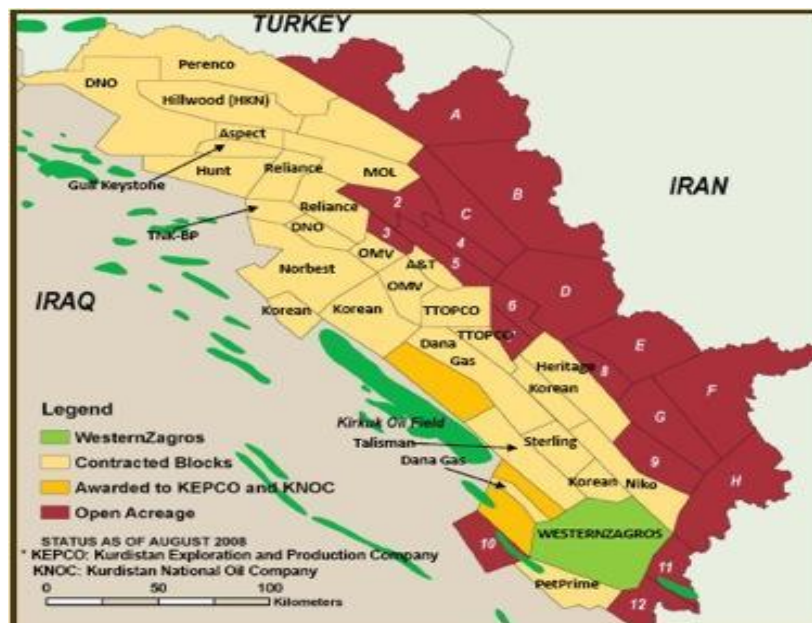 TURKEY
Perenco
DNO
Hillwood (HKN)
A
Aspect
Hunt
Reliance
MOL
Gulf Keystone
B
IRAN
Reliance
2
C
TNK-BP
DNO
3
4
OMV
A&T
5
Norbest
OMV
D
IRAQ
Korean
Korean
TTOPCO
6
TTOPCO
Dana
Gas
E
Heritage
8
Korean
F
G
Legend
Kirkuk Oil Field
WesternZagros
Talisman
Sterling
9
H
Contracted Blocks
Dana Gas
Korean
Niko
Awarded to KEPCO and KNOC
Open Acreage
WESTERNZAGROS
10
STATUS AS OF AUGUST 2008
* KEPCO: Kurdistan Exploration and Production Company
KNOC: Kurdistan National Oil Company
11
PetPrime
0 50 100
Kilometers
12